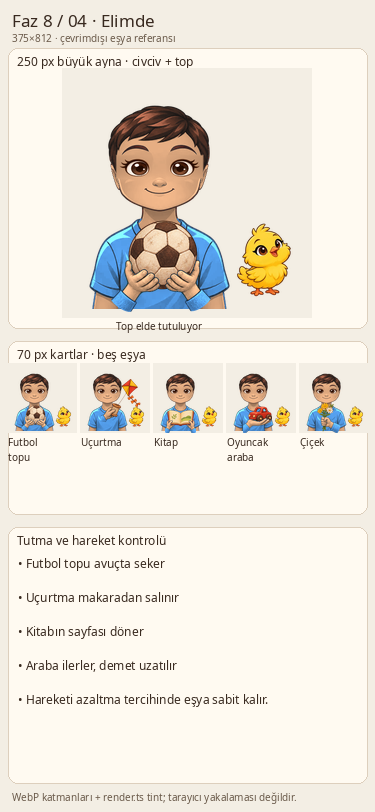 Faz 8 / 04 · Elimde
375×812 · çevrimdışı eşya referansı
250 px büyük ayna · civciv + top
Top elde tutuluyor
70 px kartlar · beş eşya
Futbol
topu
Uçurtma
Kitap
Oyuncak
araba
Çiçek
Tutma ve hareket kontrolü
• Futbol topu avuçta seker
• Uçurtma makaradan salınır
• Kitabın sayfası döner
• Araba ilerler, demet uzatılır
• Hareketi azaltma tercihinde eşya sabit kalır.
WebP katmanları + render.ts tint; tarayıcı yakalaması değildir.